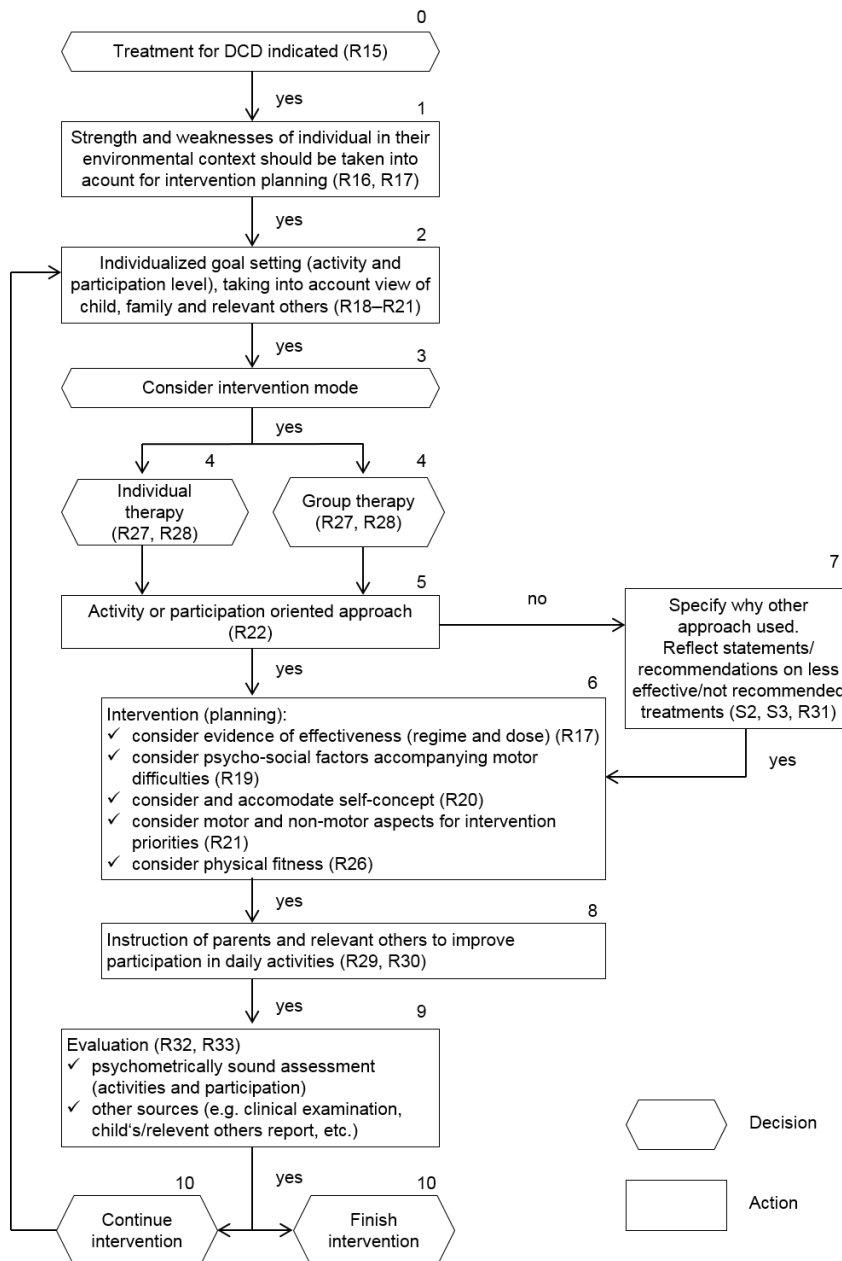 0
Treatment for DCD indicated (R15)
yes
1
Strength and weaknesses of individual in their
environmental context should be taken into
acount for intervention planning (R16, R17)
yes
2
Individualized goal setting (activity and
participation level), taking into account view of
child, family and relevant others (R18–R21)
yes
3
Consider intervention mode
yes
4
Individual
therapy
(R27, R28)
4
Group therapy
(R27, R28)
5
Activity or participation oriented approach
(R22)
no
7
Specify why other
approach used.
Reflect statements/
recommendations on less
effective/not recommended
treatments (S2, S3, R31)
yes
yes
6
Intervention (planning):
✓ consider evidence of effectiveness (regime and dose) (R17)
✓ consider psycho-social factors accompanying motor
difficulties (R19)
✓ consider and accomodate self-concept (R20)
✓ consider motor and non-motor aspects for intervention
priorities (R21)
✓ consider physical fitness (R26)
yes
8
Instruction of parents and relevant others to improve
participation in daily activities (R29, R30)
yes
9
Evaluation (R32, R33)
✓ psychometrically sound assessment
(activities and participation)
✓ other sources (e.g. clinical examination,
child‘s/relevent others report, etc.)
yes
10
Continue
intervention
10
Finish
intervention
Decision
Action